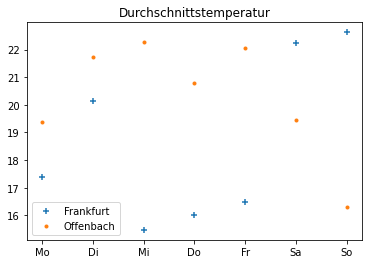 Durchschnittstemperatur
22
21
20
19
18
17
16
Frankfurt
Offenbach
Mo Di Mi Do Fr Sa So